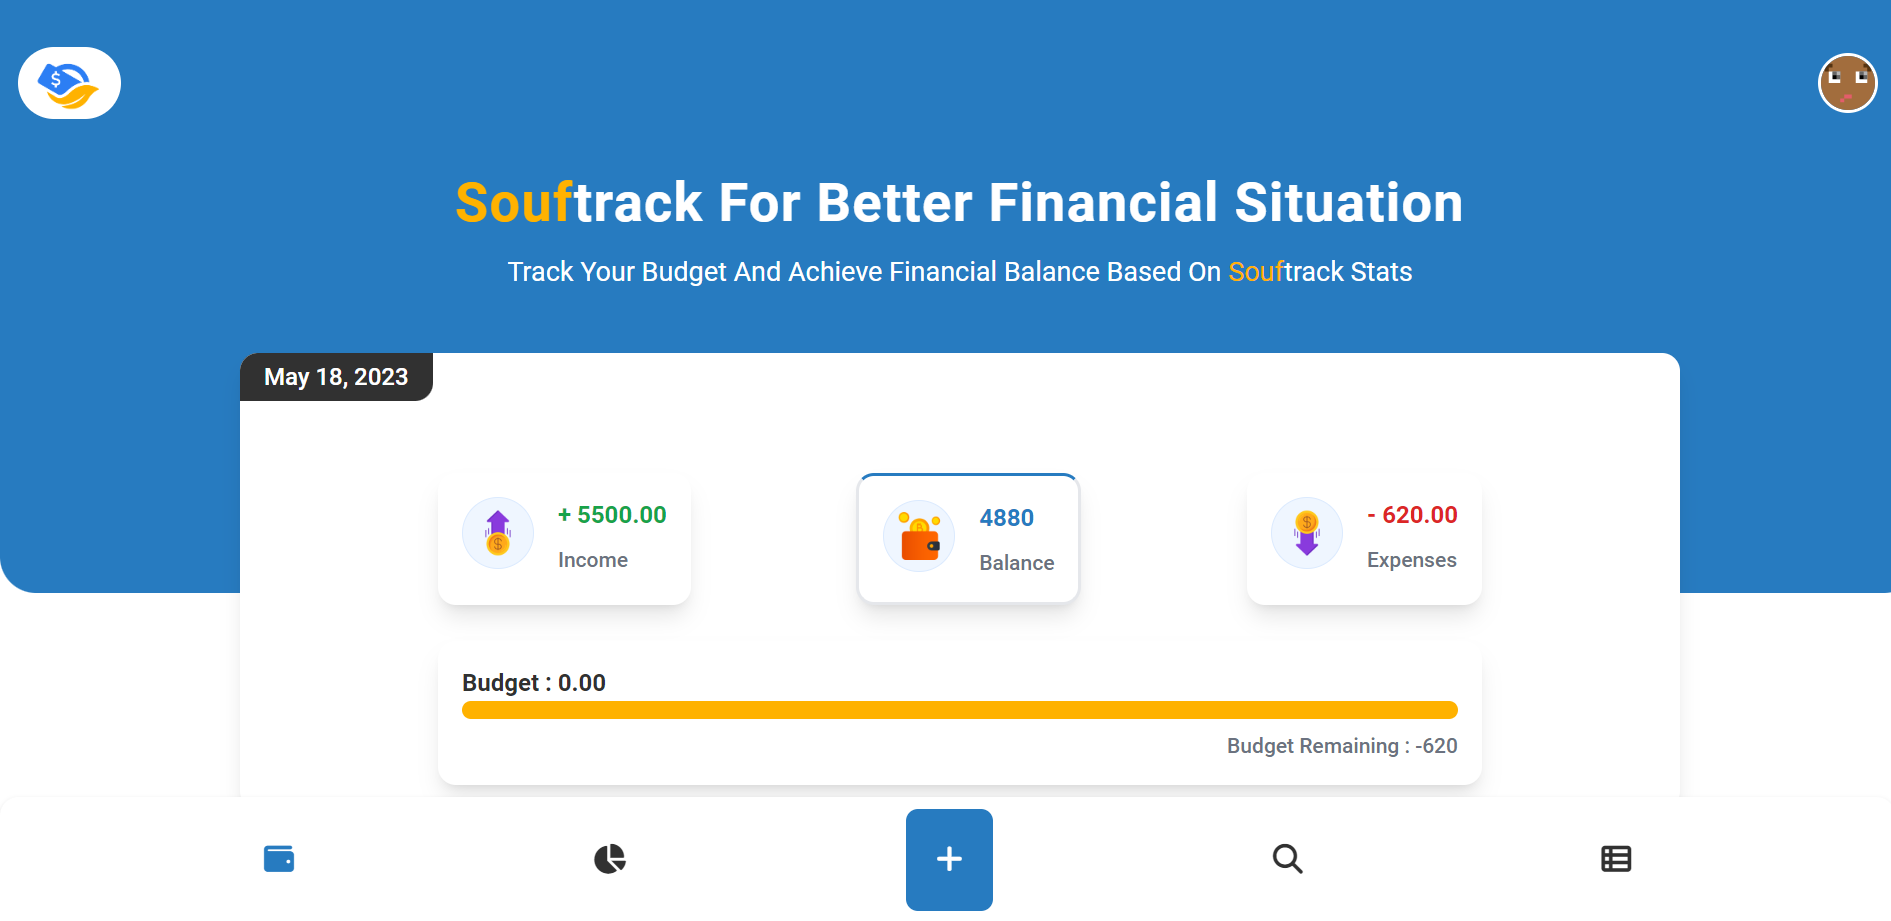 Souftrack For Better Financial Situation
Track Your Budget And Achieve Financial Balance Based On Souftrack Stats
May 18, 2023
+ 5500.00
Income
4880
Balance
- 620.00
Expenses
Budget : 0.00
Budget Remaining : -620